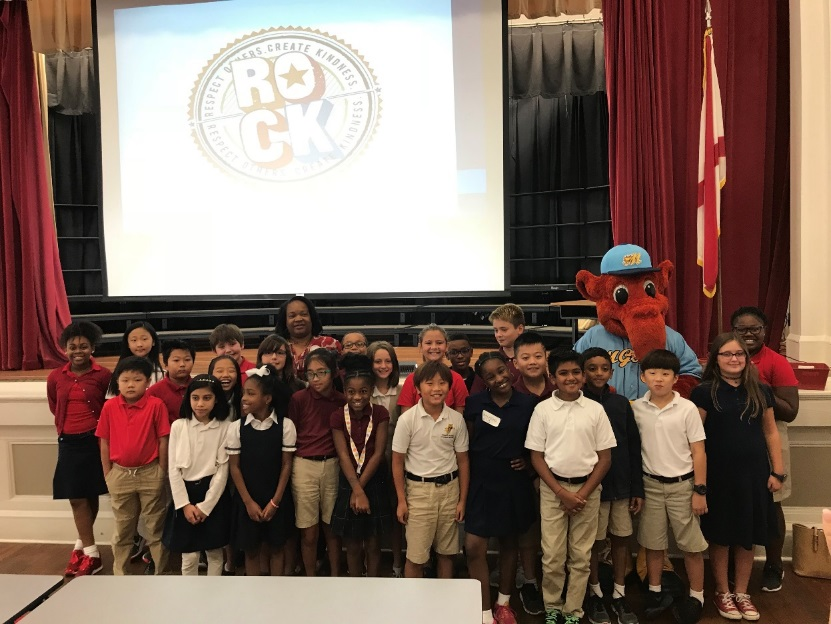 RESPECT OTHERS. CREATE KINDNESS
ROCK
RESPECT OTHERS CREATE KINDNESS